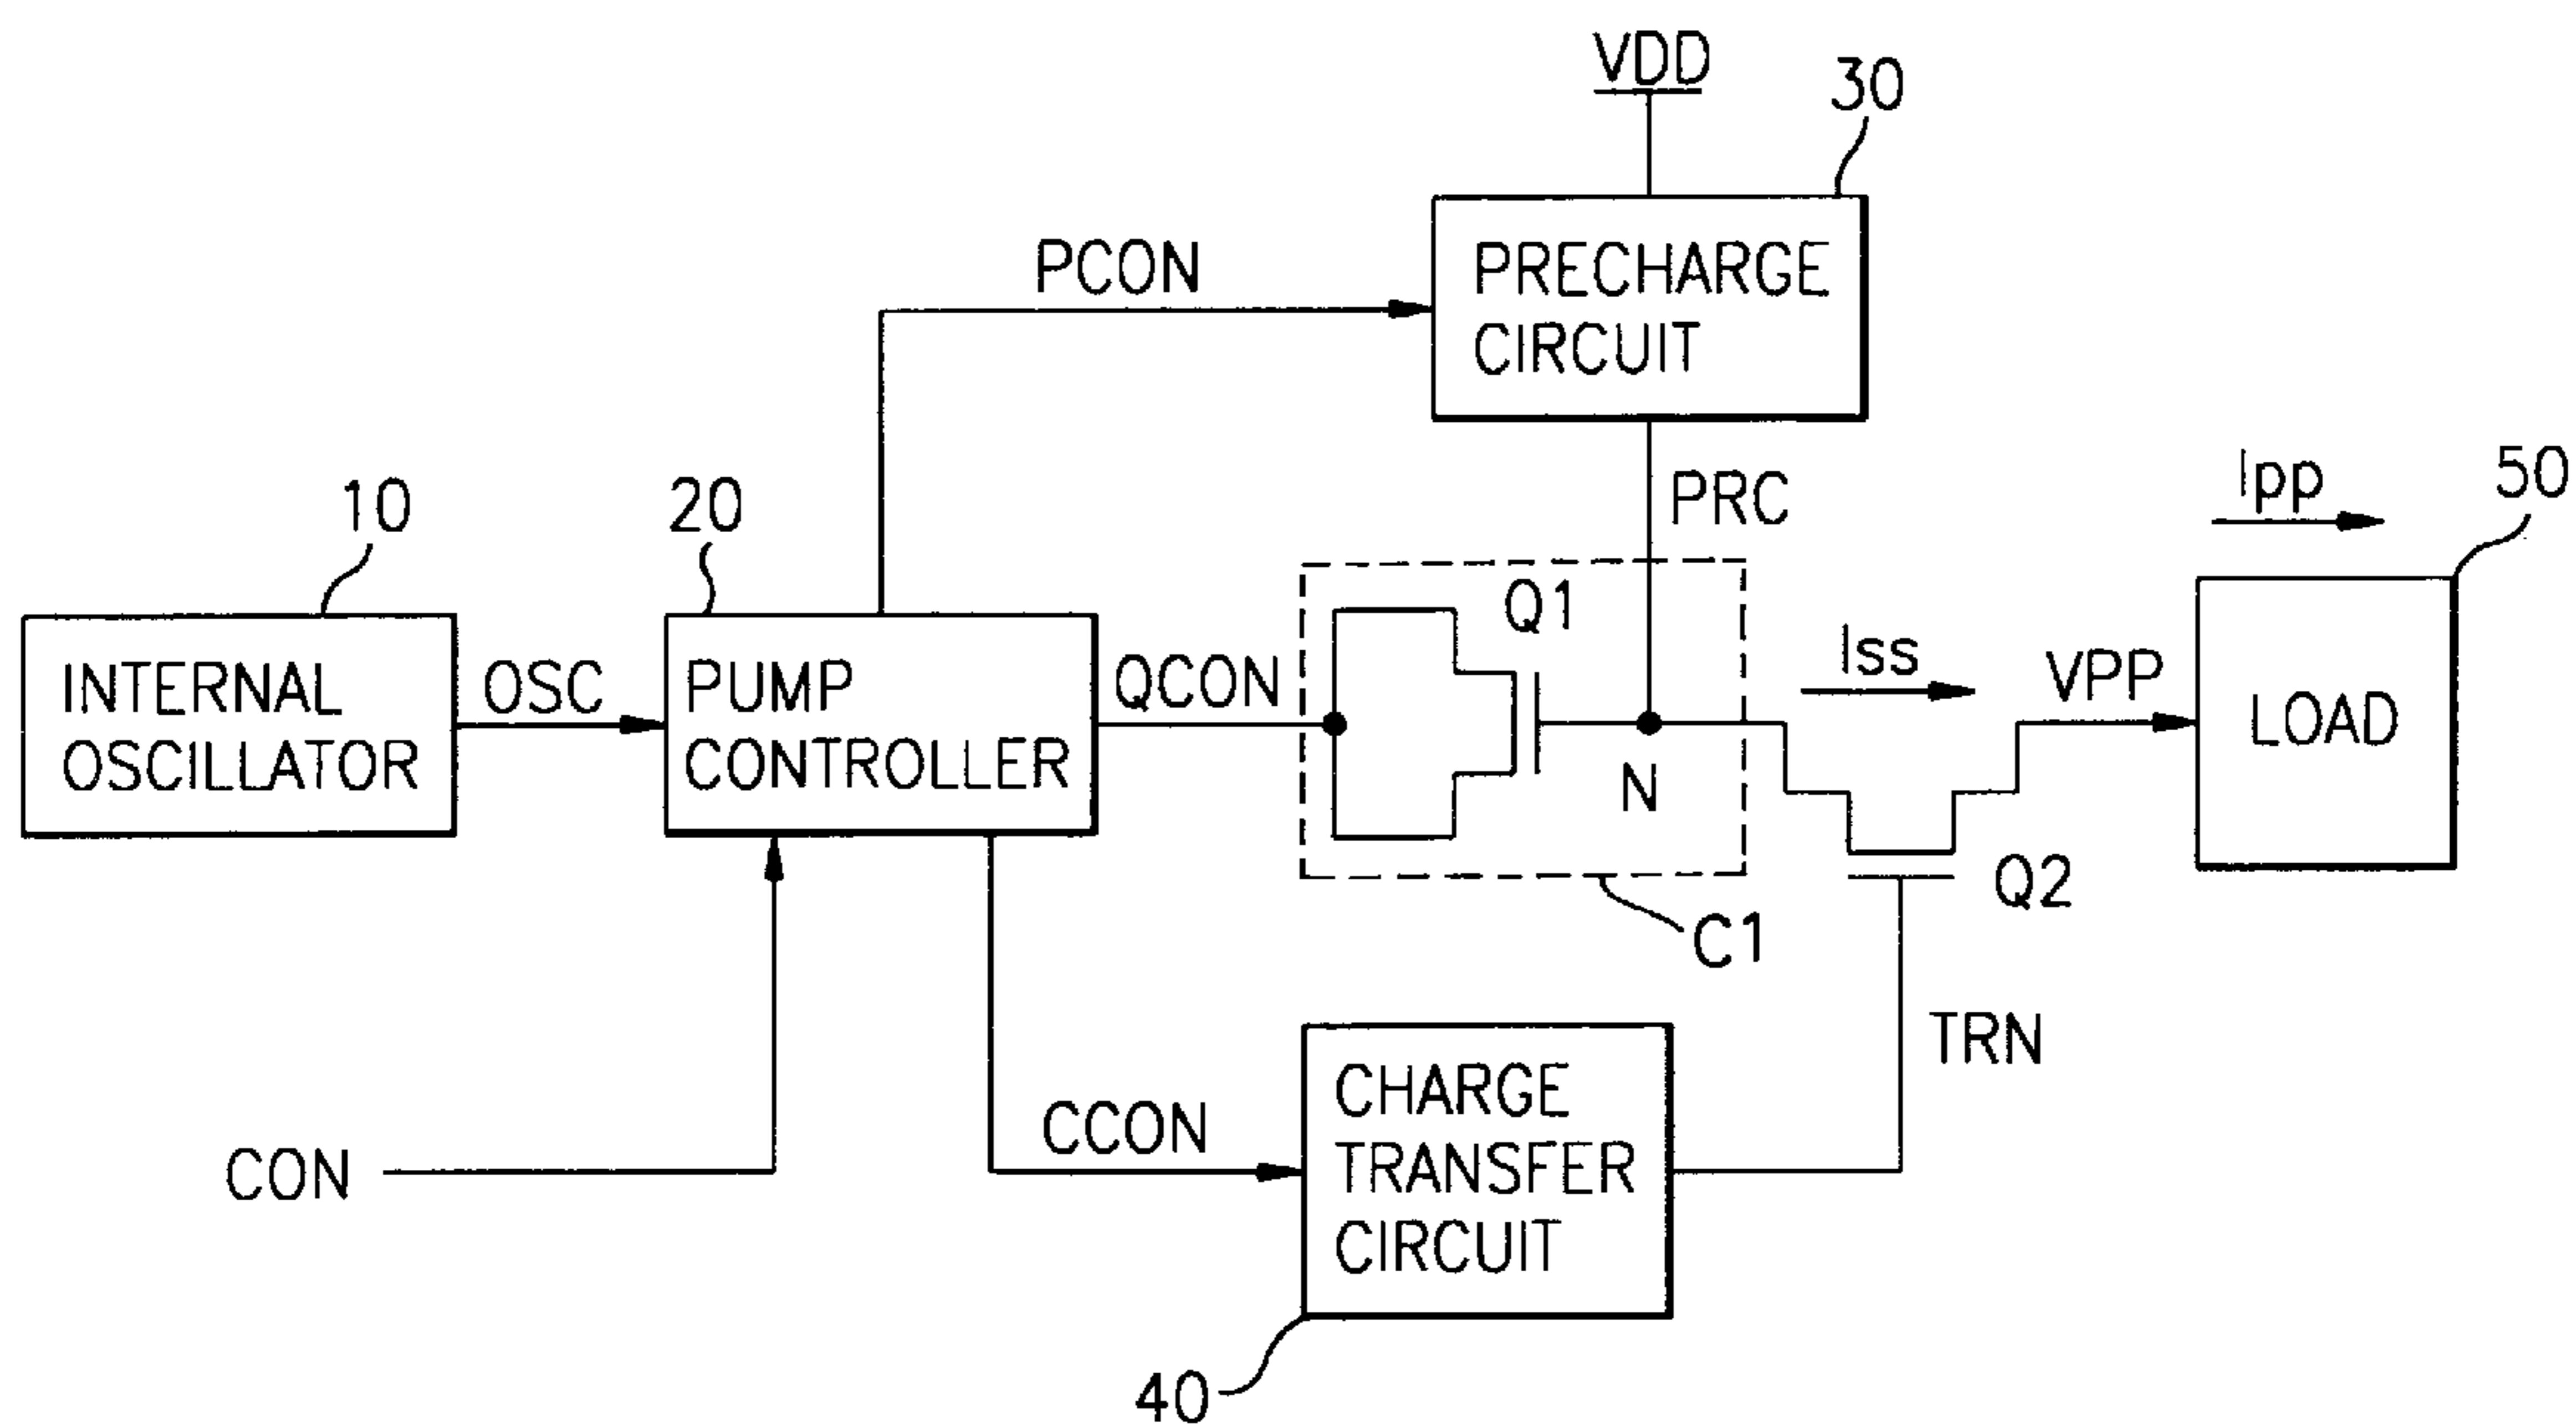 VDD
30
PCON
PRECHARGE
CIRCUIT
PRC
Ipp
50
10
20
Q1
INTERNAL
OSCILLATOR
OSC
PUMP
CONTROLLER
QCON
Iss
VPP
LOAD
N
Q2
C1
TRN
CON
CCON
CHARGE
TRANSFER
CIRCUIT
40